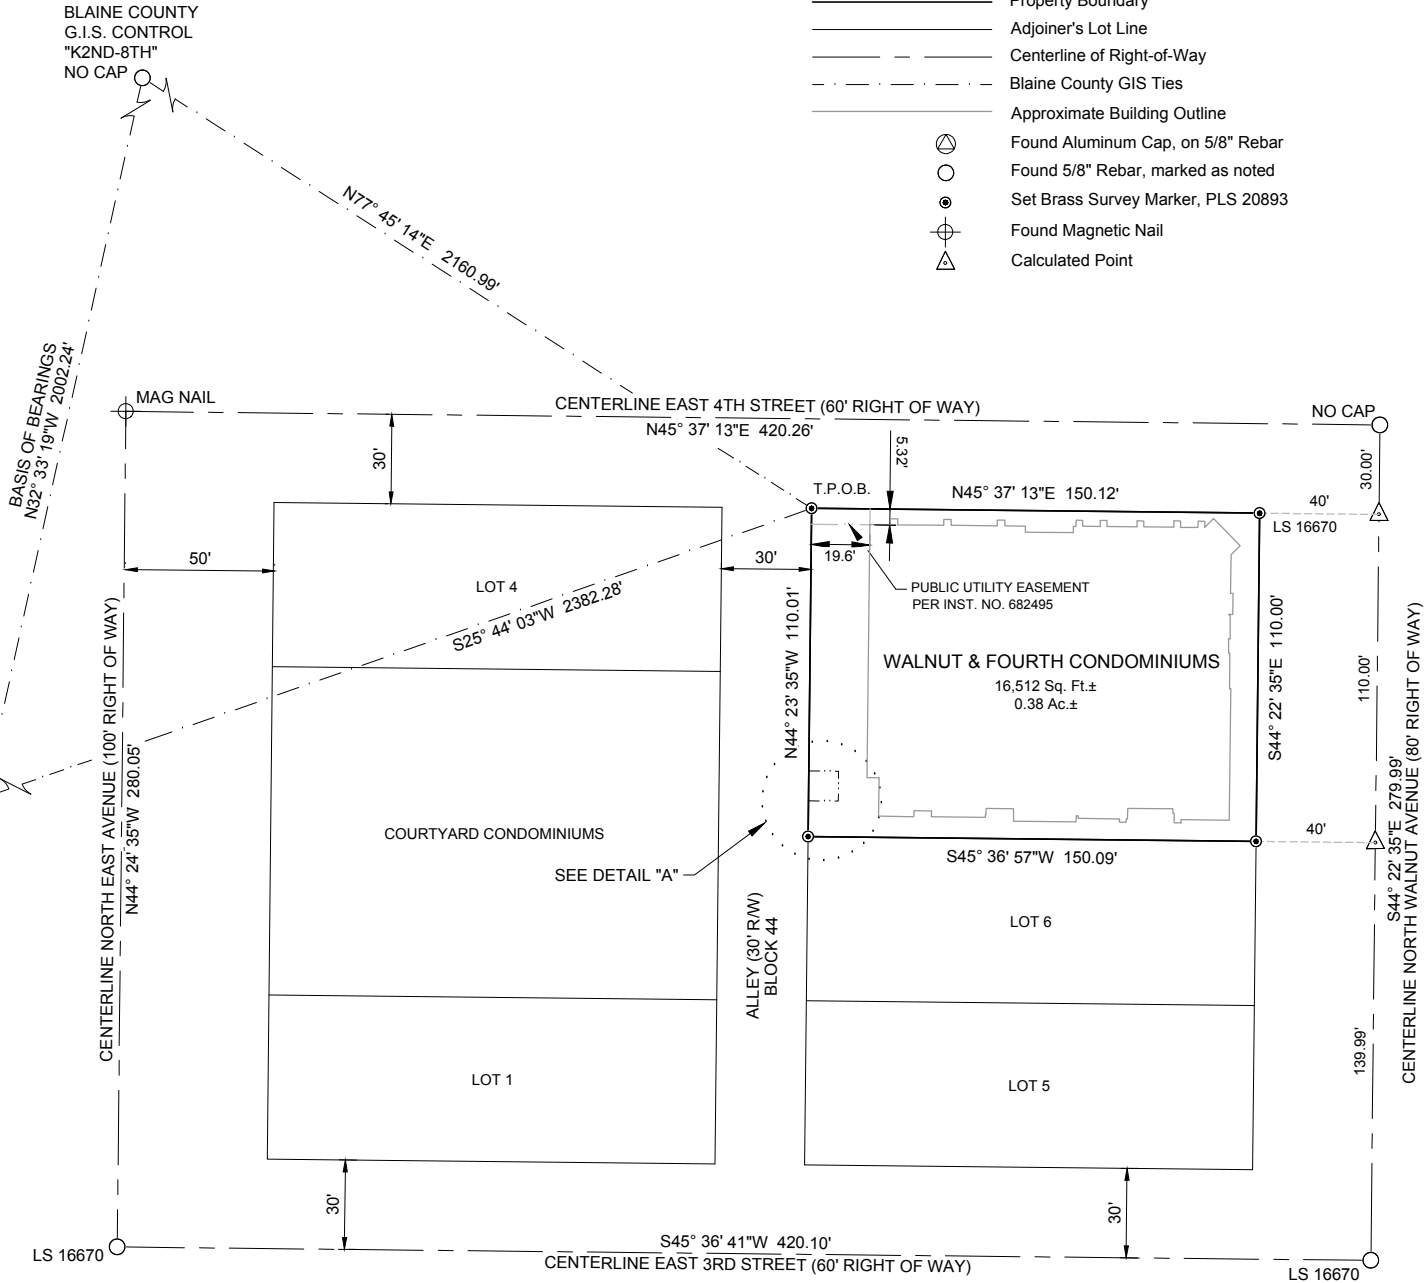 BLAINE COUNTY
G.I.S. CONTROL
"K2ND-8TH"
NO CAP
Property Boundary
Adjoiner's Lot Line
Centerline of Right-of-Way
Blaine County GIS Ties
Approximate Building Outline
Found Aluminum Cap, on 5/8" Rebar
Found 5/8" Rebar, marked as noted
Set Brass Survey Marker, PLS 20893
Found Magnetic Nail
Calculated Point
N77° 45' 14"E 2160.99'
BASIS OF BEARINGS
N32° 33' 19"W 2002.24'
MAG NAIL
CENTERLINE EAST 4TH STREET (60' RIGHT OF WAY)
N45° 37' 13"E 420.26'
NO CAP
30'
5.32'
30.00'
T.P.O.B.
N45° 37' 13"E 150.12'
40'
LS 16670
50'
30'
19.6'
LOT 4
PUBLIC UTILITY EASEMENT
PER INST. NO. 682495
S25° 44' 03"W 2382.28'
N44° 23' 35"W 110.01'
WALNUT & FOURTH CONDOMINIUMS
16,512 Sq. Ft.±
0.38 Ac.±
S44° 22' 35"E 110.00'
110.00'
CENTERLINE NORTH EAST AVENUE (100' RIGHT OF WAY)
N44° 24' 35"W 280.05'
COURTYARD CONDOMINIUMS
SEE DETAIL "A"
S45° 36' 57"W 150.09'
40'
S44° 22' 35"E 279.99'
CENTERLINE NORTH WALNUT AVENUE (80' RIGHT OF WAY)
ALLEY (30' R/W)
BLOCK 44
LOT 6
139.99'
LOT 1
LOT 5
30'
30'
LS 16670
S45° 36' 41"W 420.10'
CENTERLINE EAST 3RD STREET (60' RIGHT OF WAY)
LS 16670